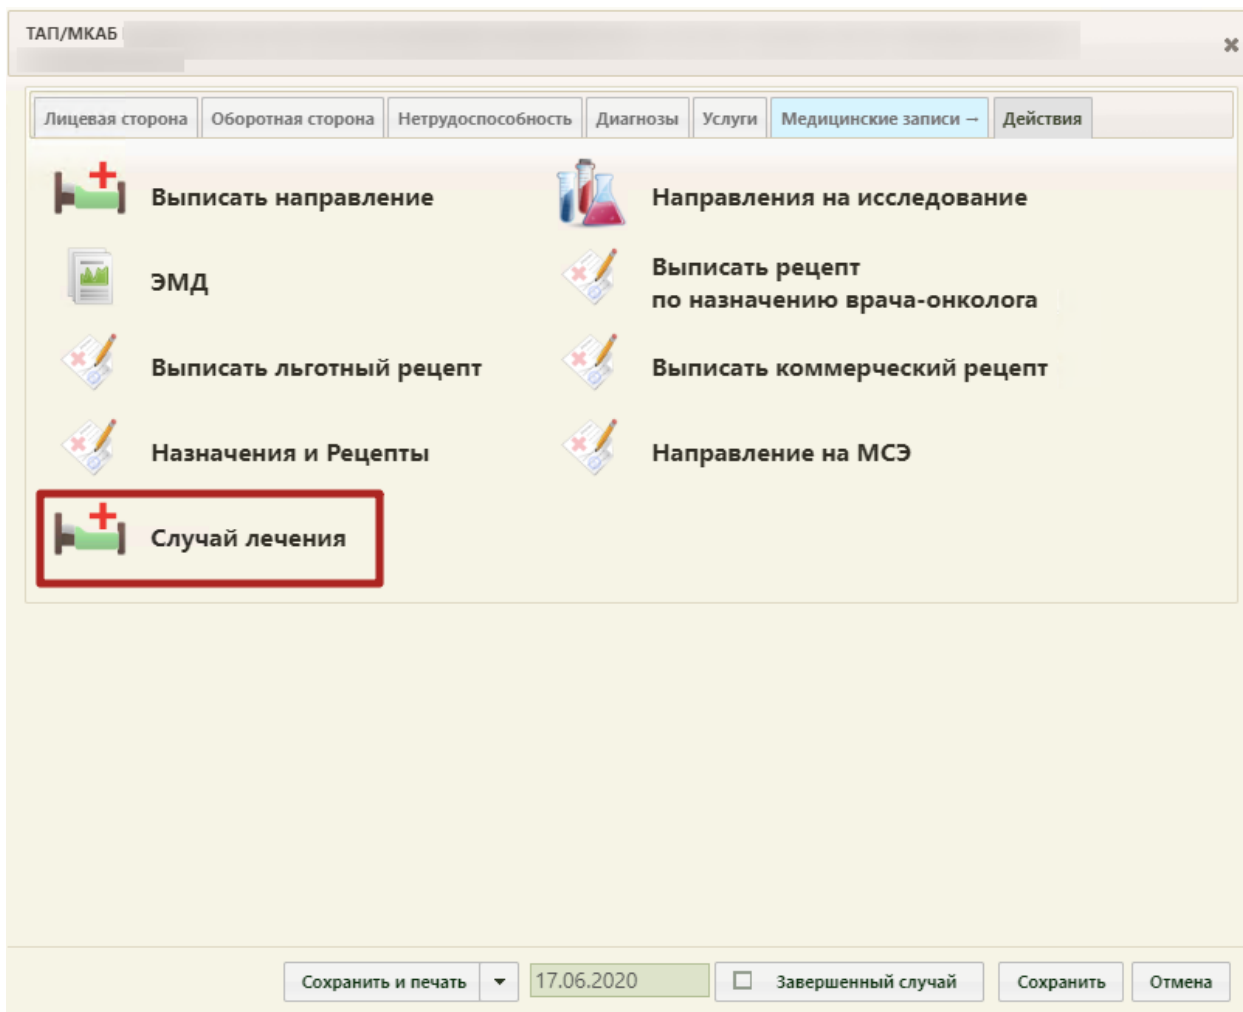 ТАП/МКАБ
Лицевая сторона Оборотная сторона Нетрудоспособность Диагнозы Услуги Медицинские записи → Действия
Выписать направление Направления на исследование
ЭМД Выписать рецепт
по назначению врача-онколога
Выписать льготный рецепт Выписать коммерческий рецепт
Назначения и Рецепты Направление на МСЭ
Случай лечения
Сохранить и печать 17.06.2020 Завершенный случай Сохранить Отмена